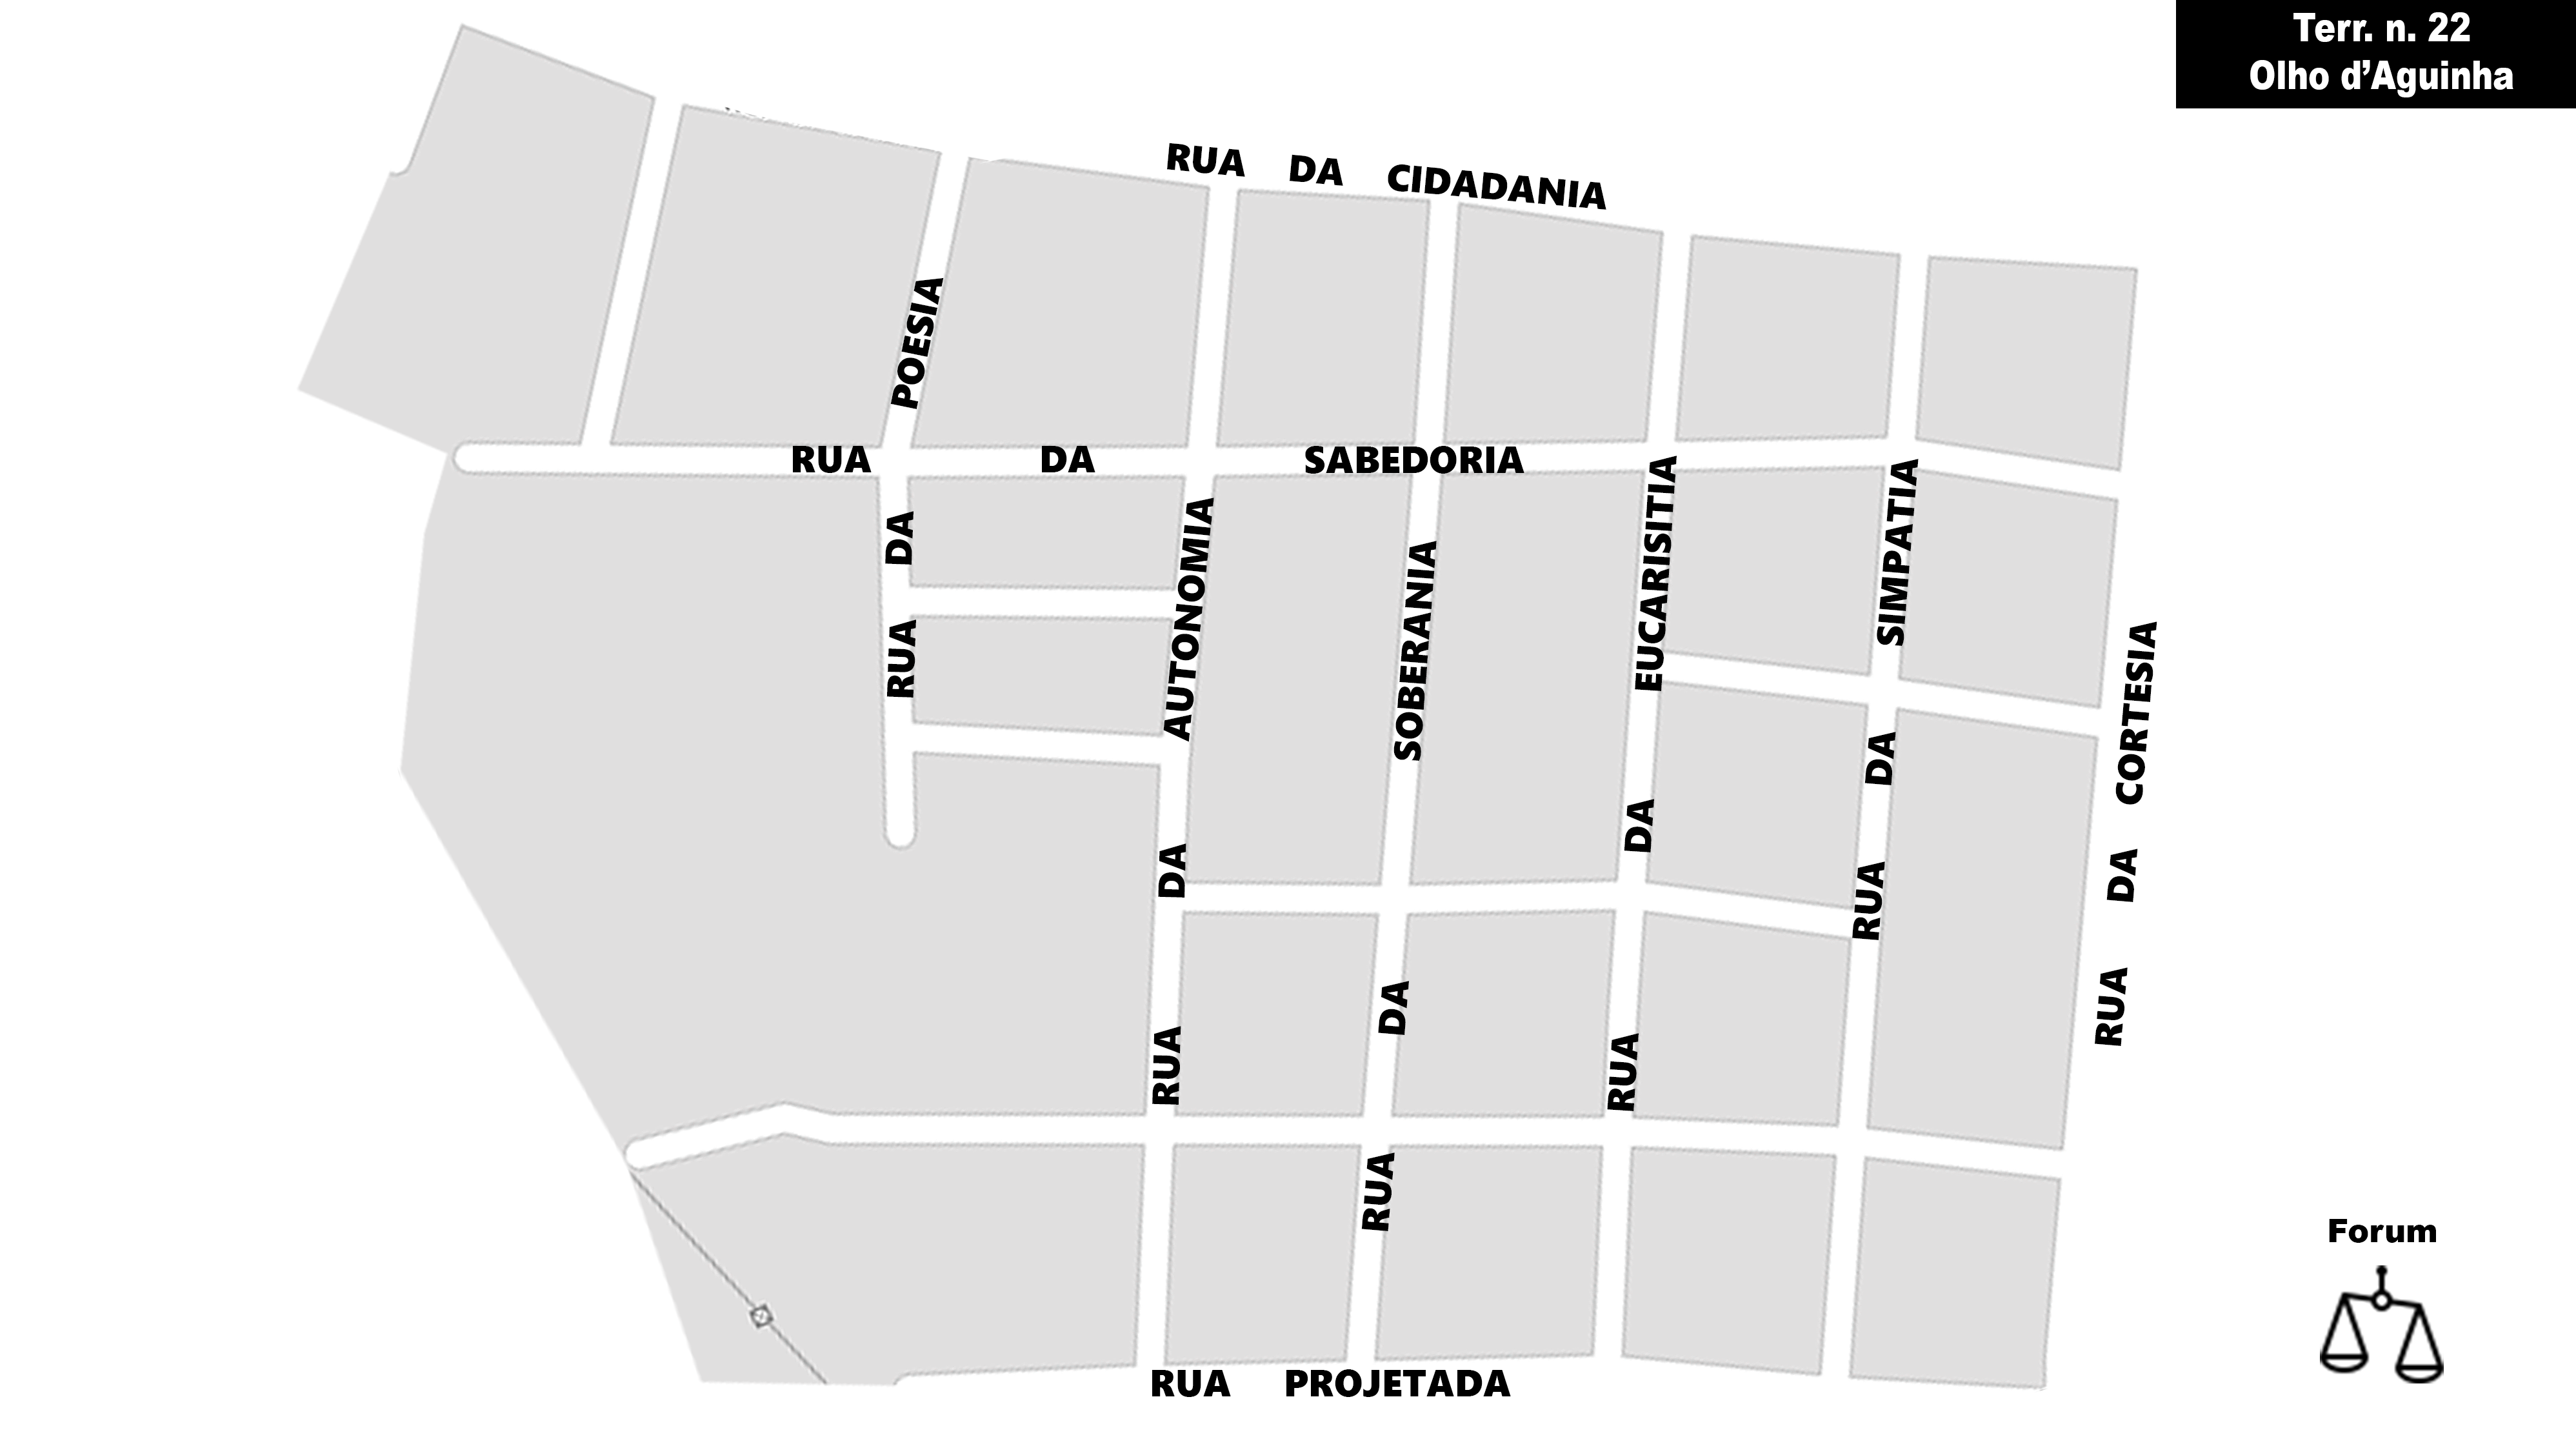 Terr. n. 22
Olho d’Aguinha
RUA DA CIDADANIA
RUA DA POESIA
RUA DA SABEDORIA
RUA DA AUTONOMIA
RUA DA SOBERANIA
RUA DA EUCARISITIA
RUA DA SIMPATIA
RUA DA CORTESIA
Forum
RUA PROJETADA